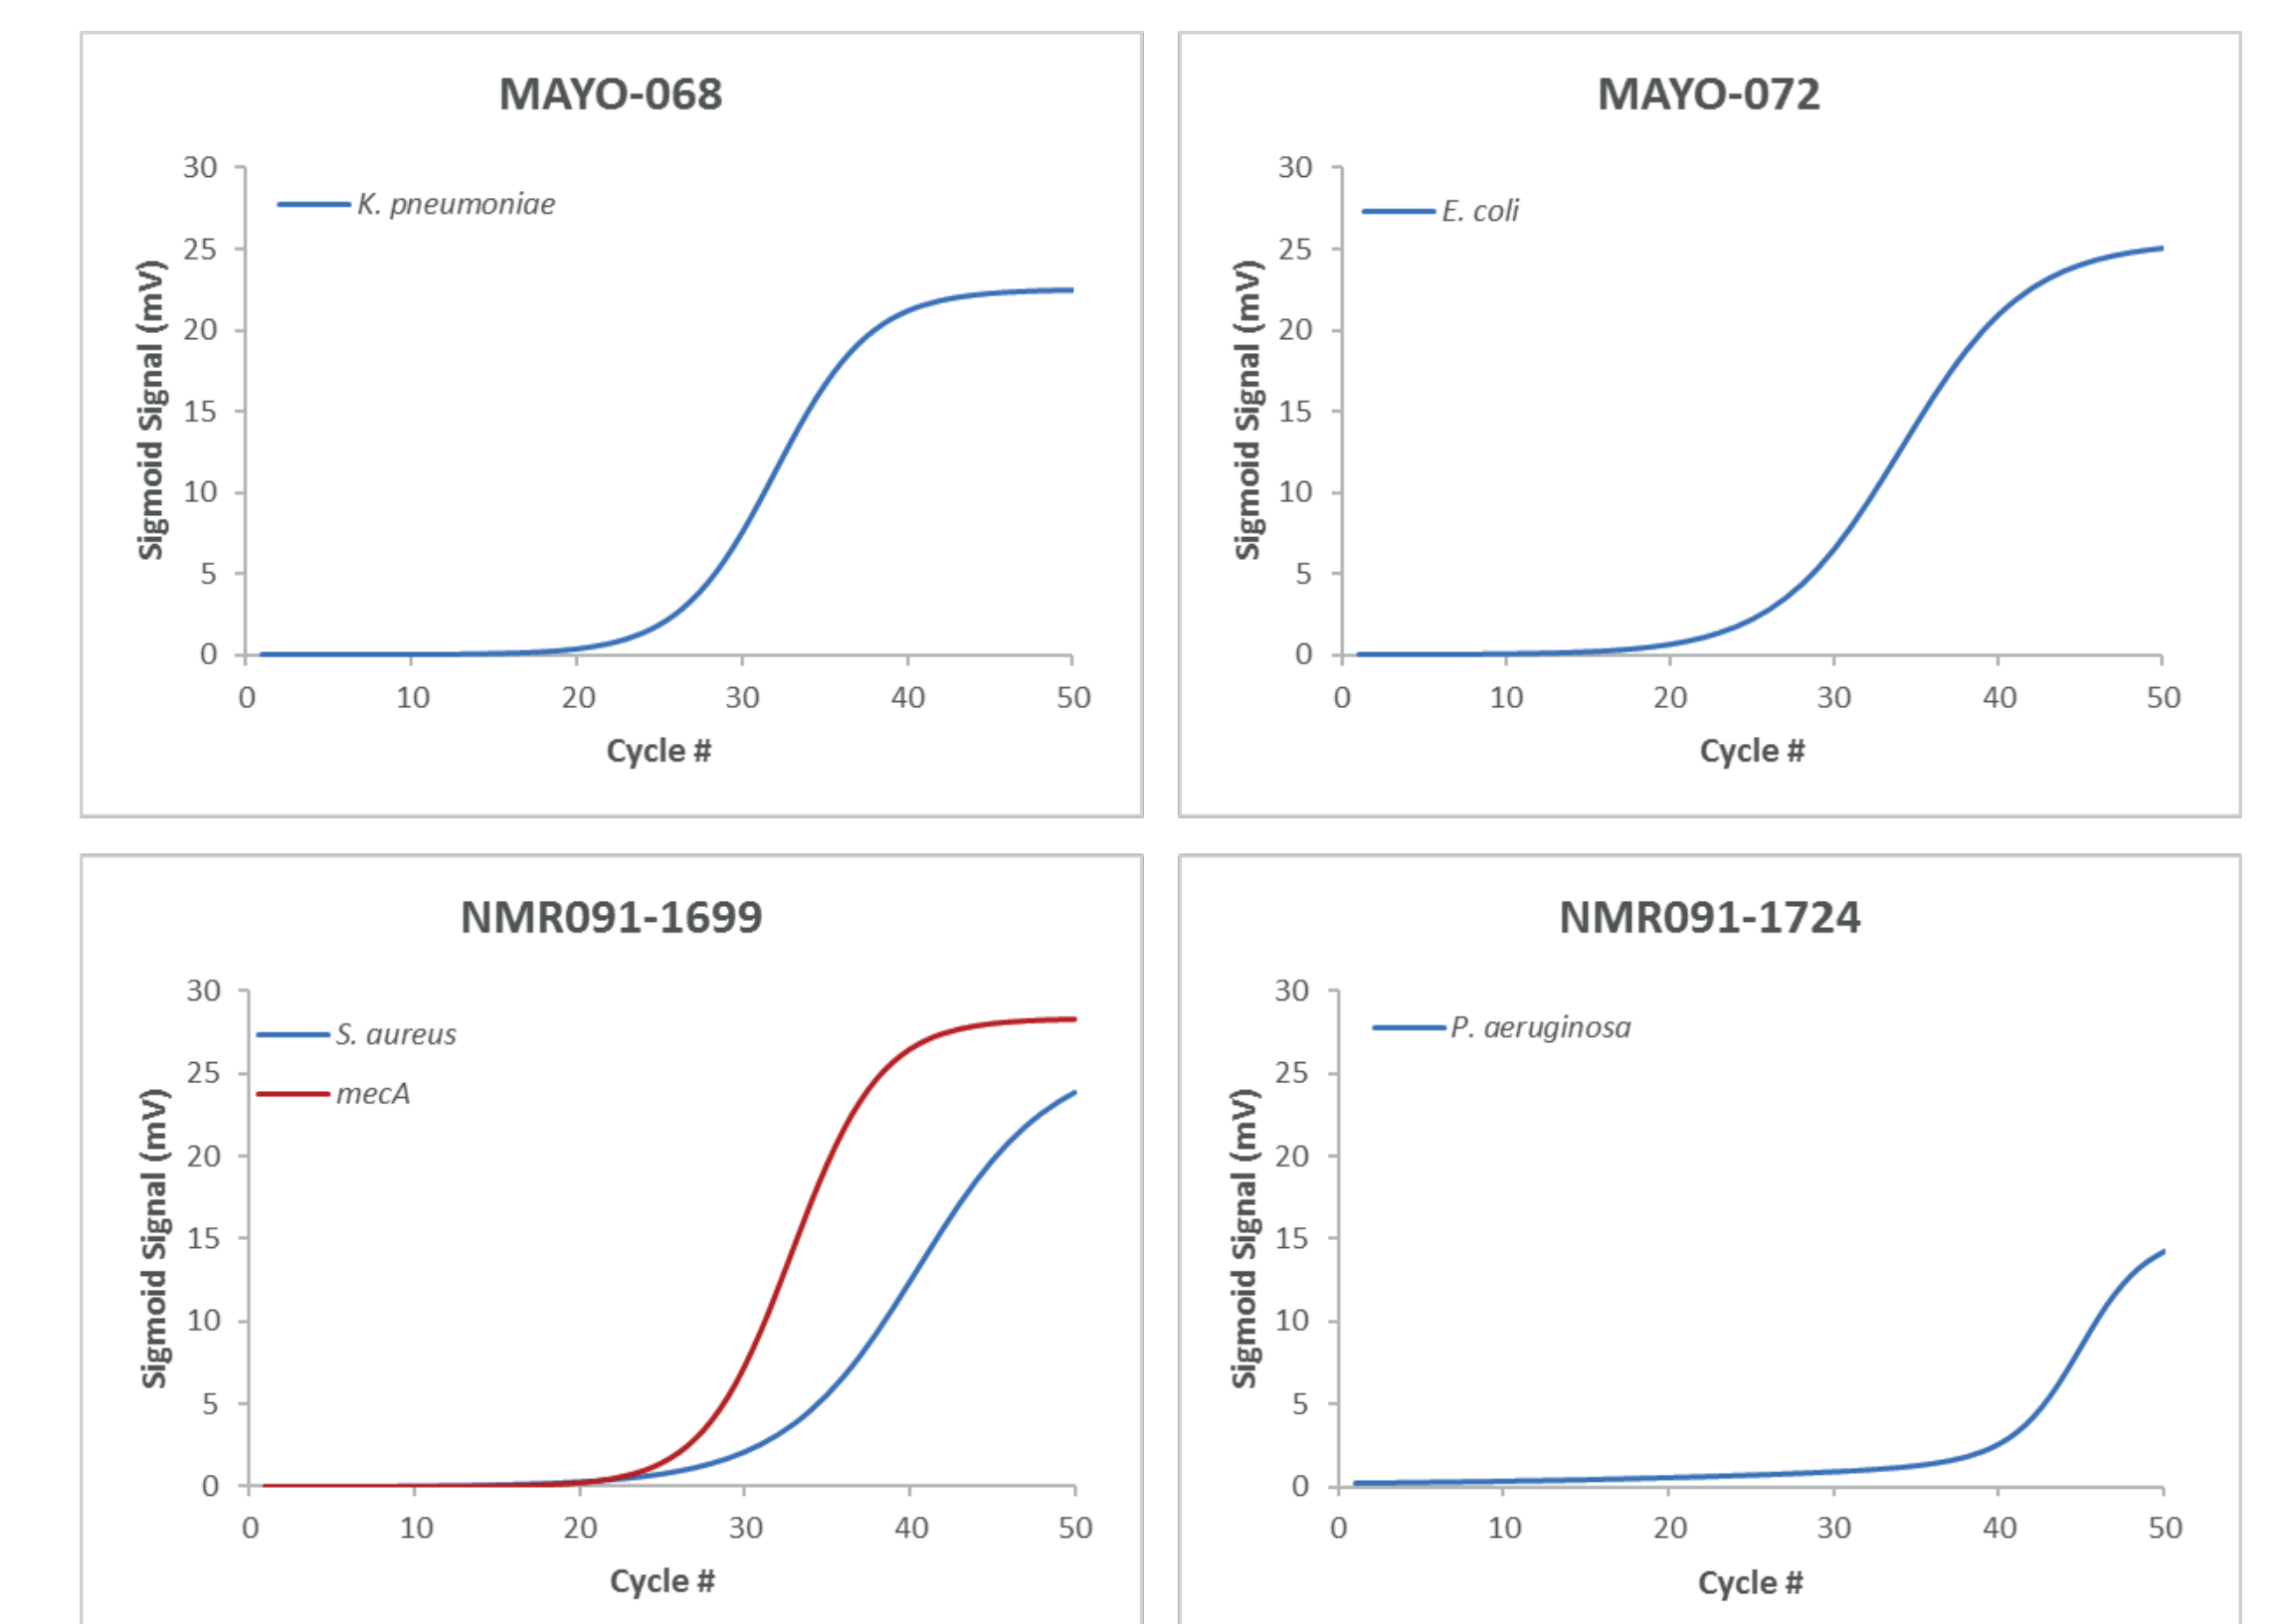 MAYO-068
30
25
20
15
10
5
0
Sigmoid Signal (mV)
K. pneumoniae
0 10 20 30 40 50
Cycle #
MAYO-072
30
25
20
15
10
5
0
Sigmoid Signal (mV)
E. coli
0 10 20 30 40 50
Cycle #
NMR091-1699
30
25
20
15
10
5
0
Sigmoid Signal (mV)
S. aureus
mecA
0 10 20 30 40 50
Cycle #
NMR091-1724
30
25
20
15
10
5
0
Sigmoid Signal (mV)
P. aeruginosa
0 10 20 30 40 50
Cycle #